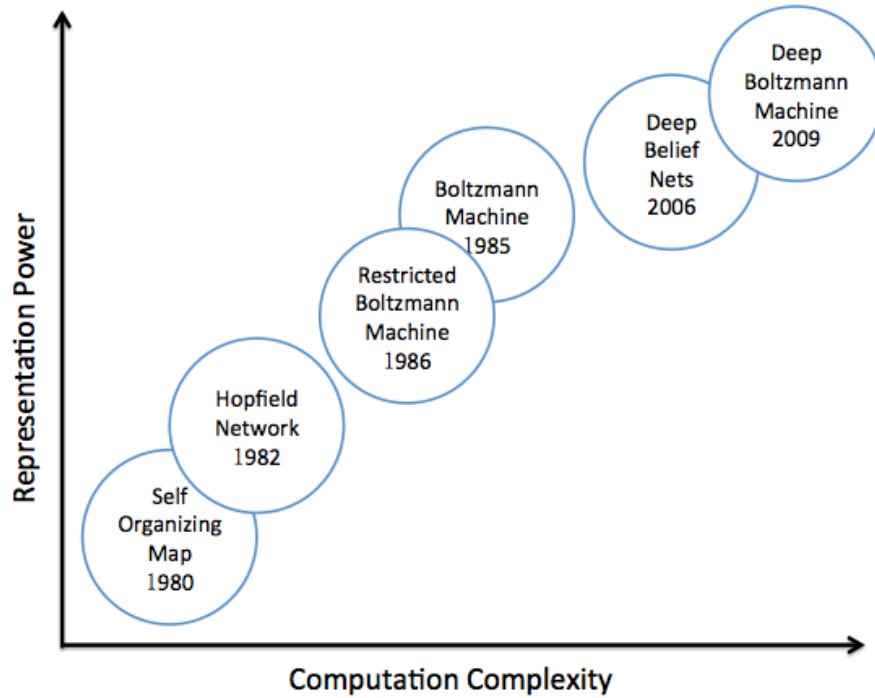 Representation Power
Deep
Boltzmann
Machine
2009
Deep
Belief
Nets
2006
Boltzmann
Machine
1985
Restricted
Boltzmann
Machine
1986
Hopfield
Network
1982
Self
Organizing
Map
1980
Computation Complexity